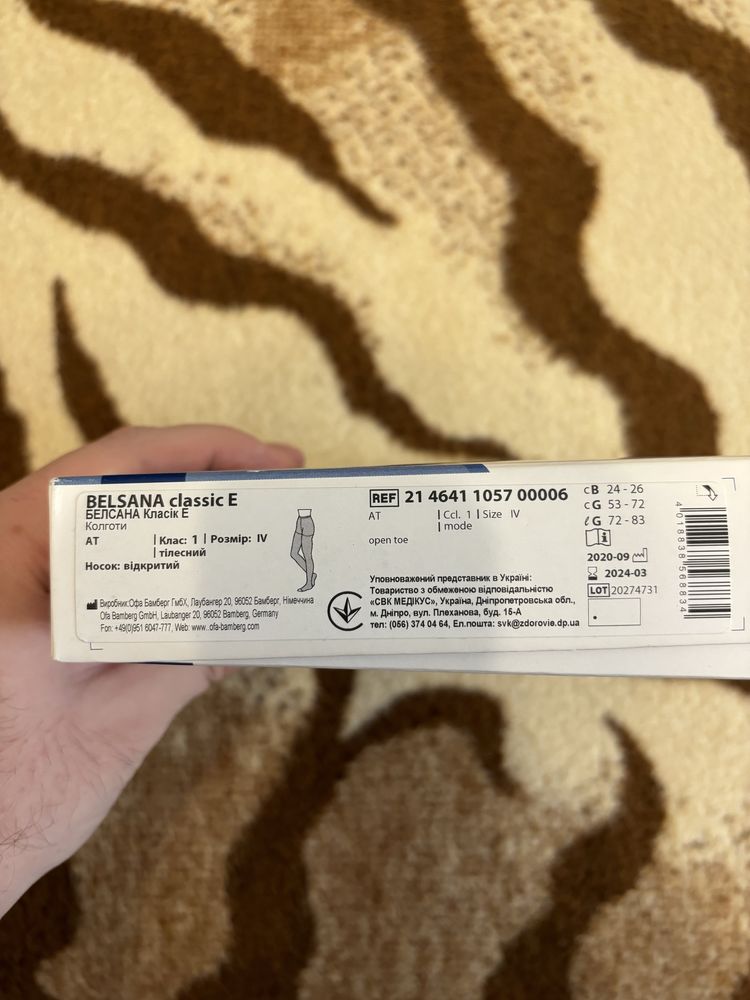 BELSANA classic E
БЕЛСАНА Класік Е
Колготи
AT | Клас: 1 | Розмір: IV
| тілесний
Носок: відкритий
Виробник:Офа Бамберг ГмбХ, Лаубангер 20, 96052 Бамберг, Німеччина
Ofa Bamberg GmbH, Laubanger 20, 96052 Bamberg, Germany
Fon: +49(0)951 6047-777, Web: www..ofa-bamberg.com
REF 21 4641 1057 00006
AT | Ccl. 1 | Size IV
| mode
open toe
Уповноважений представник в Україні:
Товариство з обмеженою відповідальністю
«СВК МЕДІКУС», Україна, Дніпропетровська обл.,
м. Дніпро, вул. Плеханова, буд. 15-А
тел: (056) 374 04 64, Ел.пошта: svk@zdorovie.dp.ua
cB 24 - 26
cG 53 - 72
ℓG 72 - 83
2020-09
2024-03
LOT 20274731
4 018838 568834